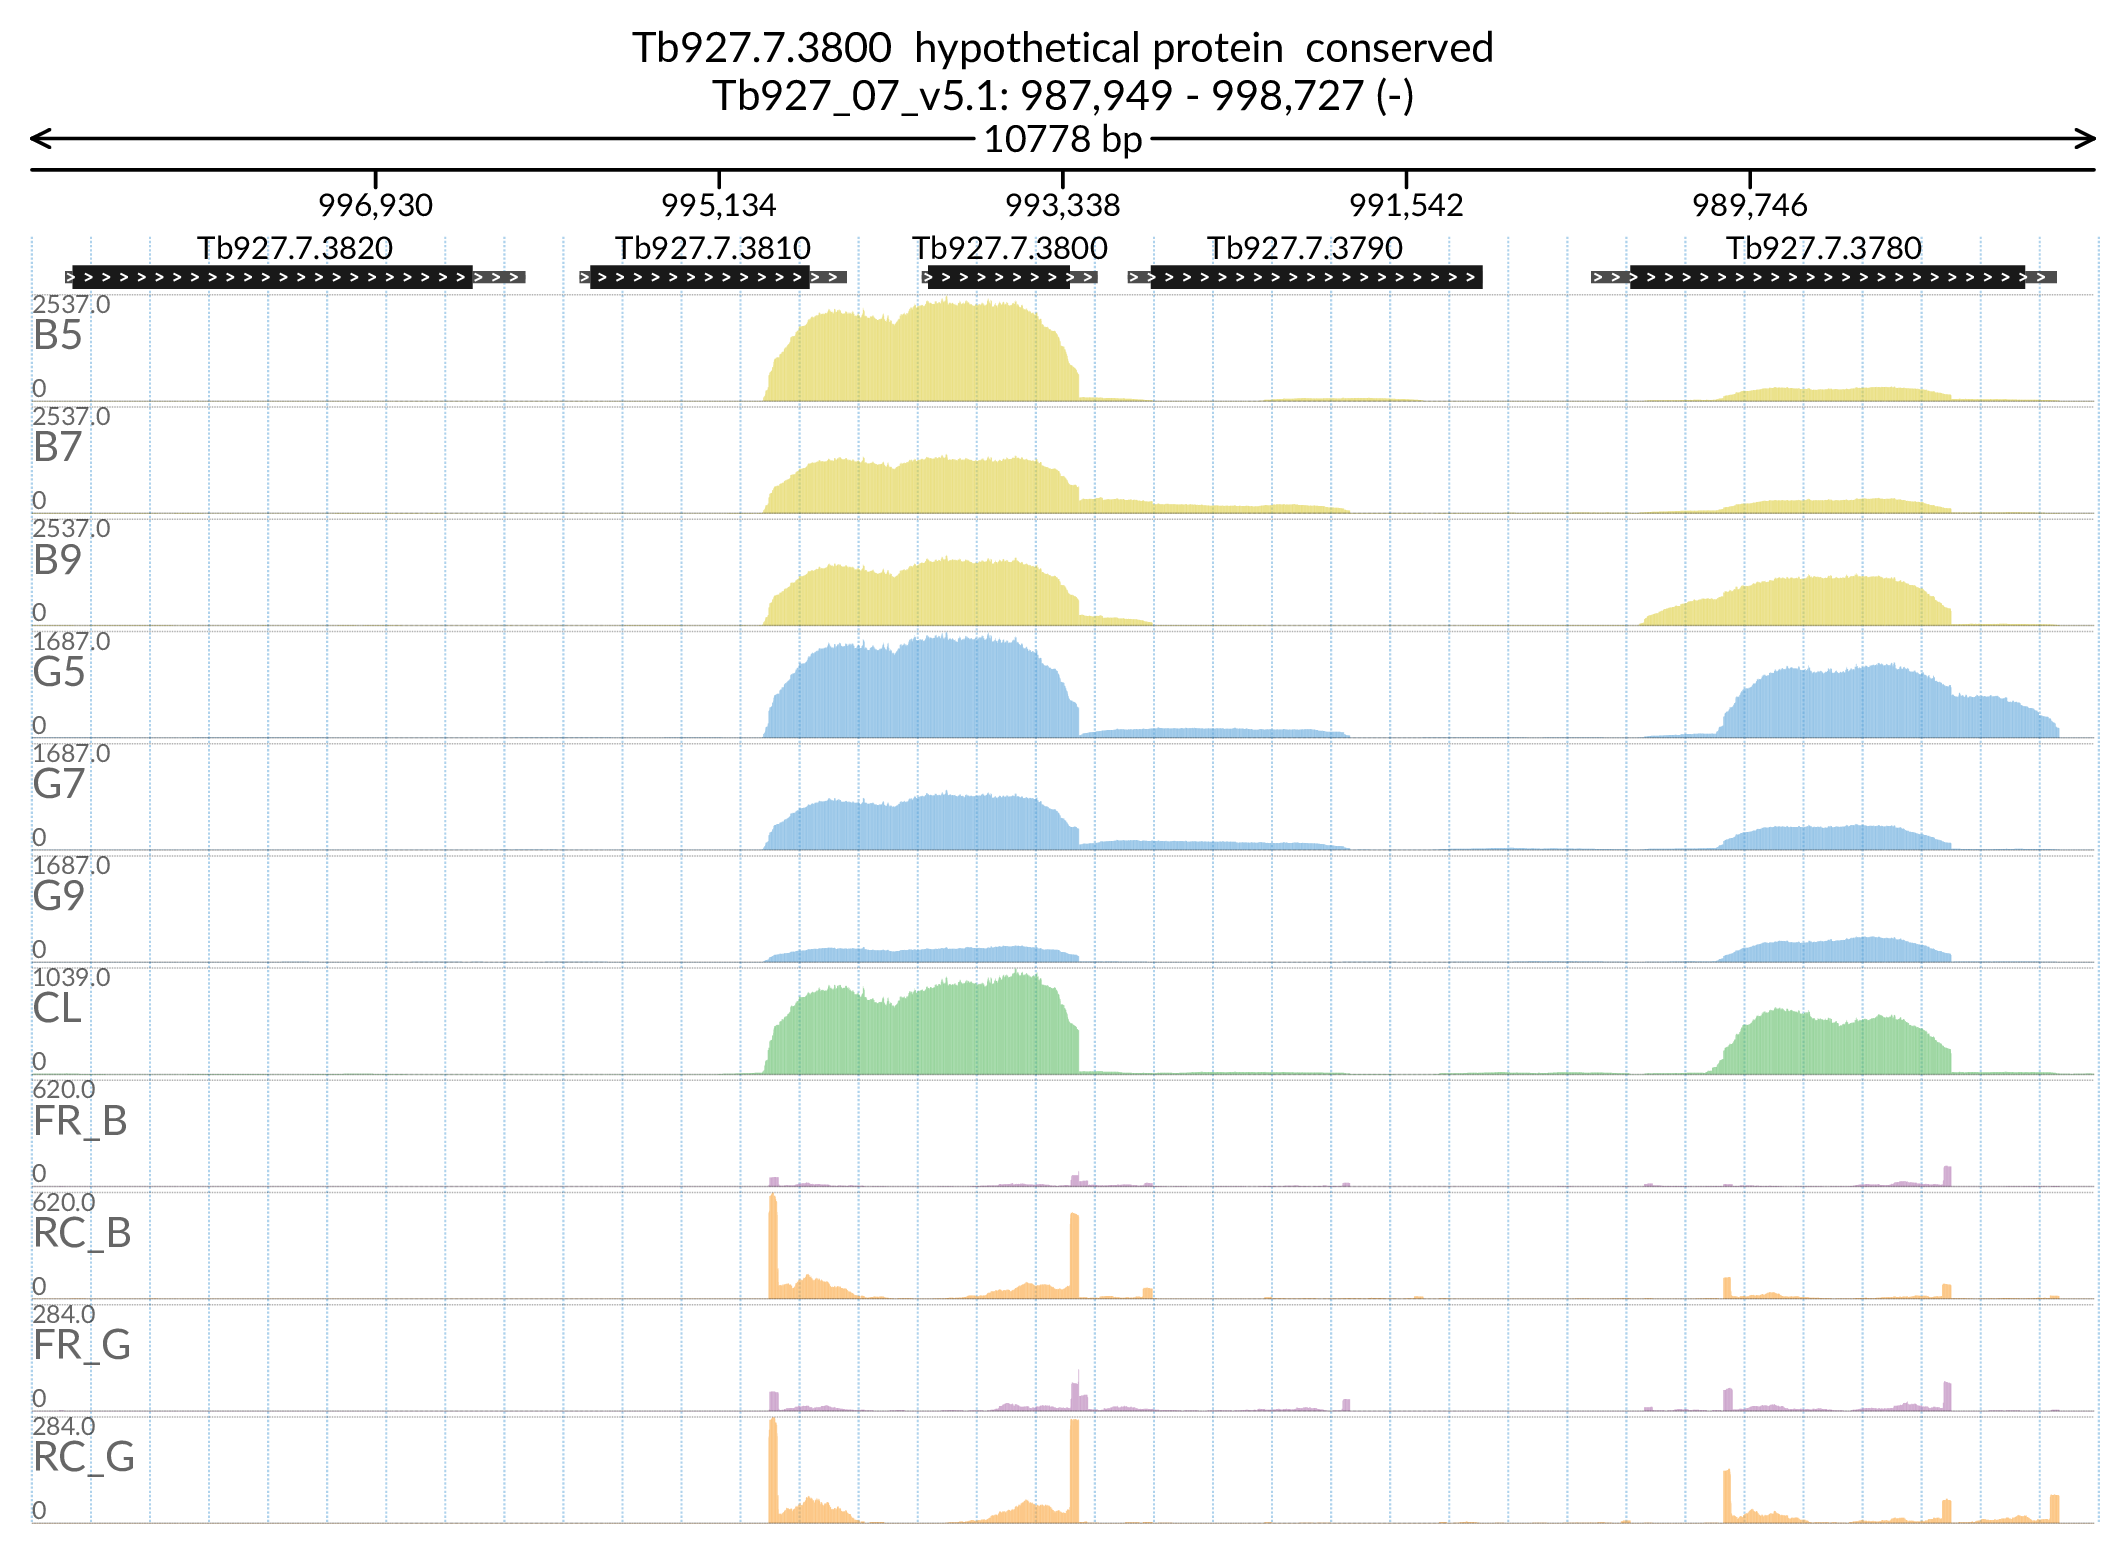 Tb927.7.3800 hypothetical protein conserved
Tb927_07_v5.1: 987,949 - 998,727 (-)
10778 bp
996,930 995,134 993,338 991,542 989,746
Tb927.7.3820 Tb927.7.3810 Tb927.7.3800 Tb927.7.3790 Tb927.7.3780
2537.0
B5
0
2537.0
B7
0
2537.0
B9
0
1687.0
G5
0
1687.0
G7
0
1687.0
G9
0
1039.0
CL
0
620.0
FR_B
0
620.0
RC_B
0
284.0
FR_G
0
284.0
RC_G
0